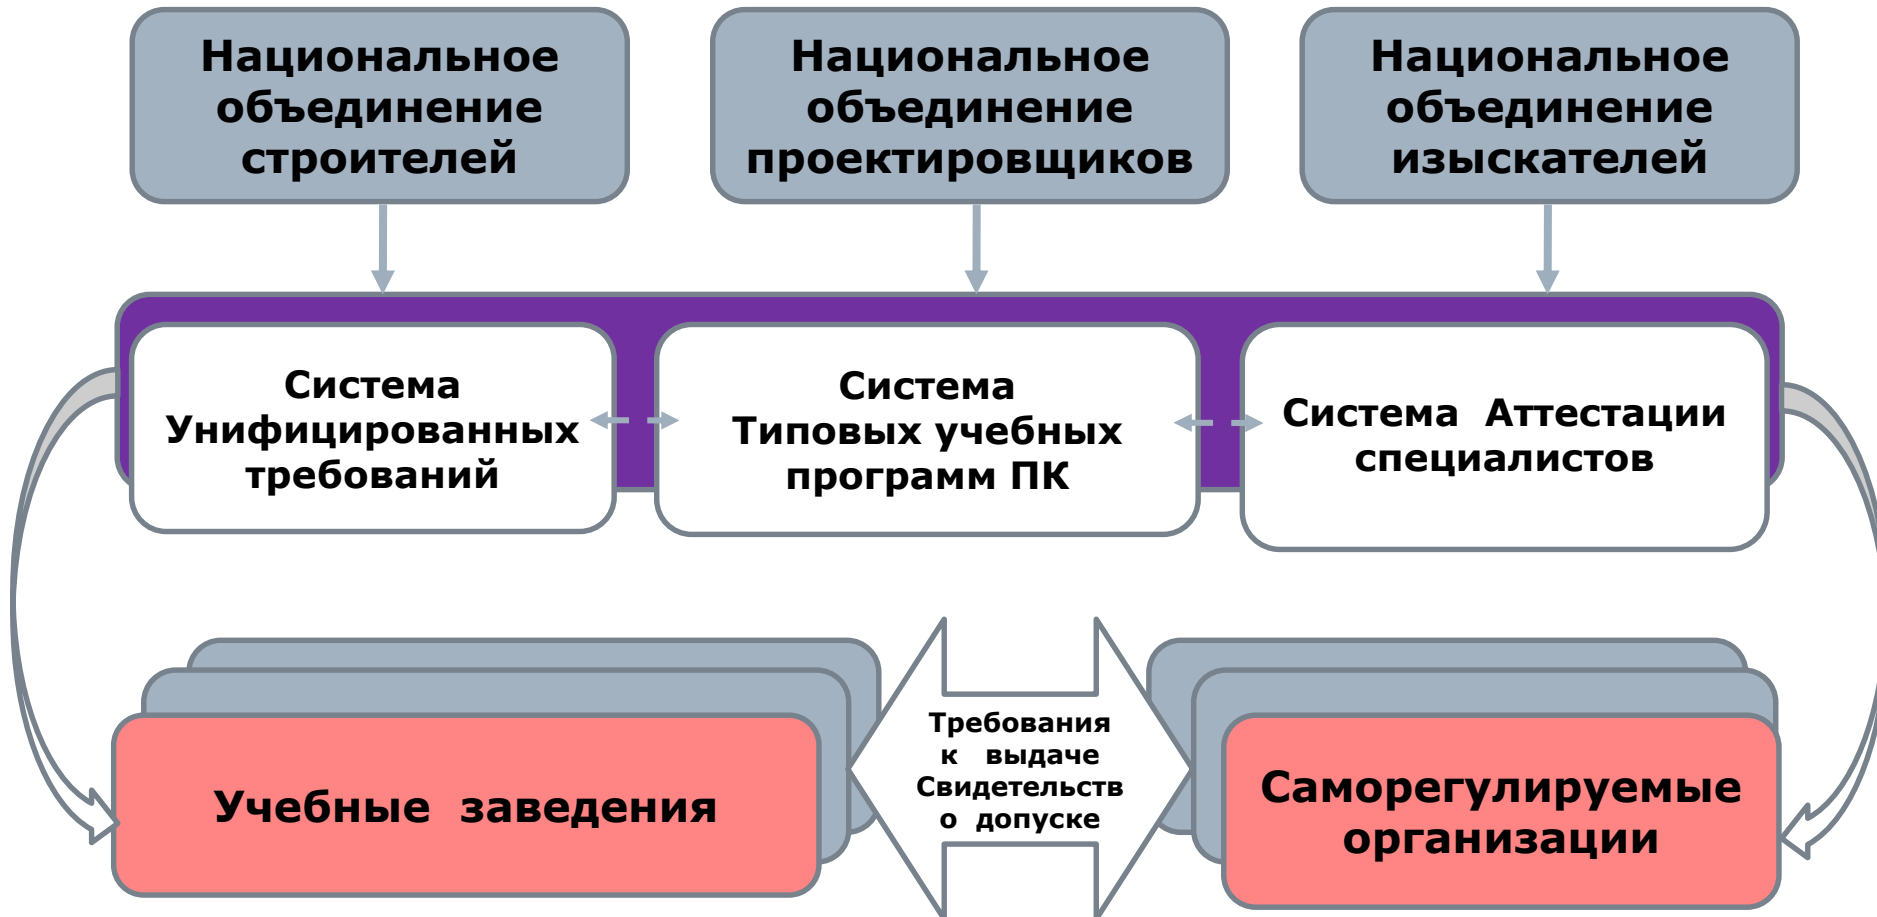 Национальное
объединение
строителей
Национальное
объединение
проектировщиков
Национальное
объединение
изыскателей
Система
Унифицированных
требований
Система
Типовых учебных
программ ПК
Система Аттестации
специалистов
Учебные заведения
Требования
к выдаче
Свидетельств
о допуске
Саморегулируемые
организации